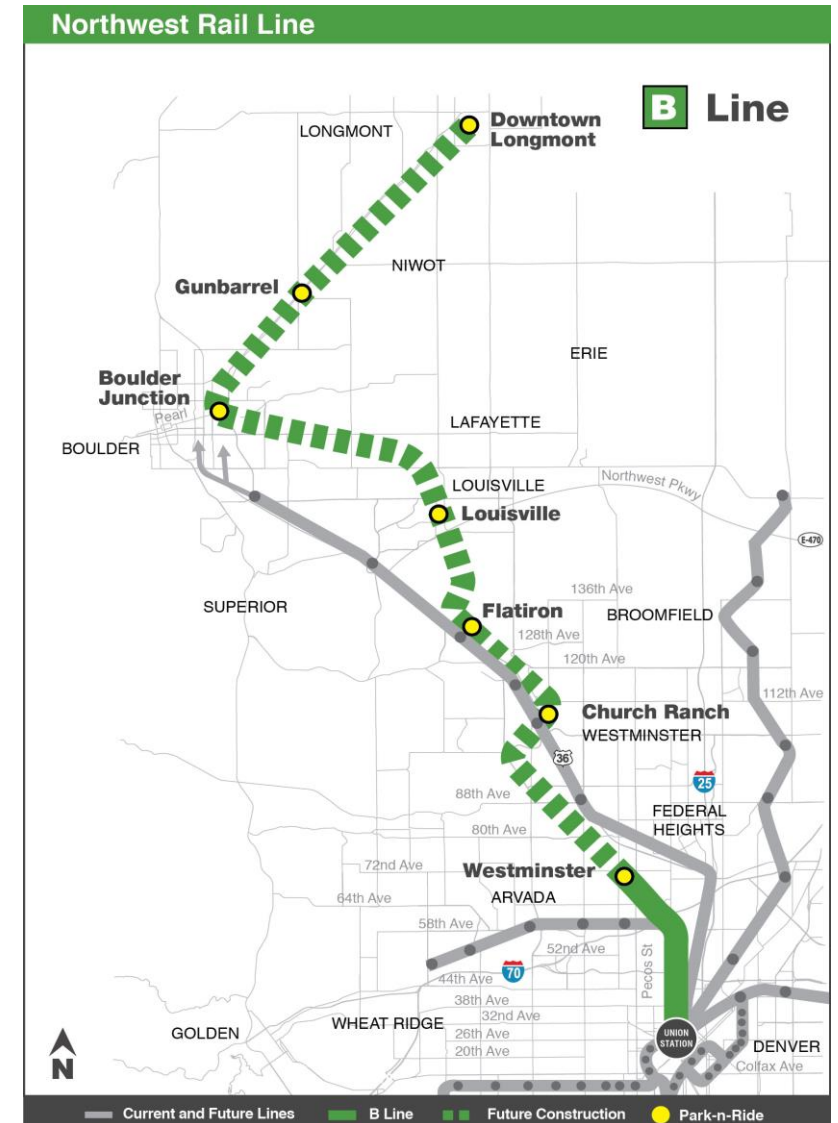 Northwest Rail Line
B Line
Downtown
Longmont
LONGMONT
NIWOT
Gunbarrel
ERIE
Boulder
Junction
Pearl
LAFAYETTE
BOULDER
LOUISVILLE
Northwest Pkwy
Louisville
E-470
136th Ave
SUPERIOR
Flatiron
BROOMFIELD
128th Ave
120th Ave
112th Ave
Church Ranch
WESTMINSTER
36
25
88th Ave
FEDERAL
HEIGHTS
80th Ave
72nd Ave
Westminster
64th Ave
ARVADA
58th Ave
52nd Ave
Pecos St
70
44th Ave
38th Ave
32nd Ave
WHEAT RIDGE
GOLDEN
26th Ave
20th Ave
UNION
STATION
DENVER
Colfax Ave
N
Current and Future Lines
B Line
Future Construction
Park-n-Ride